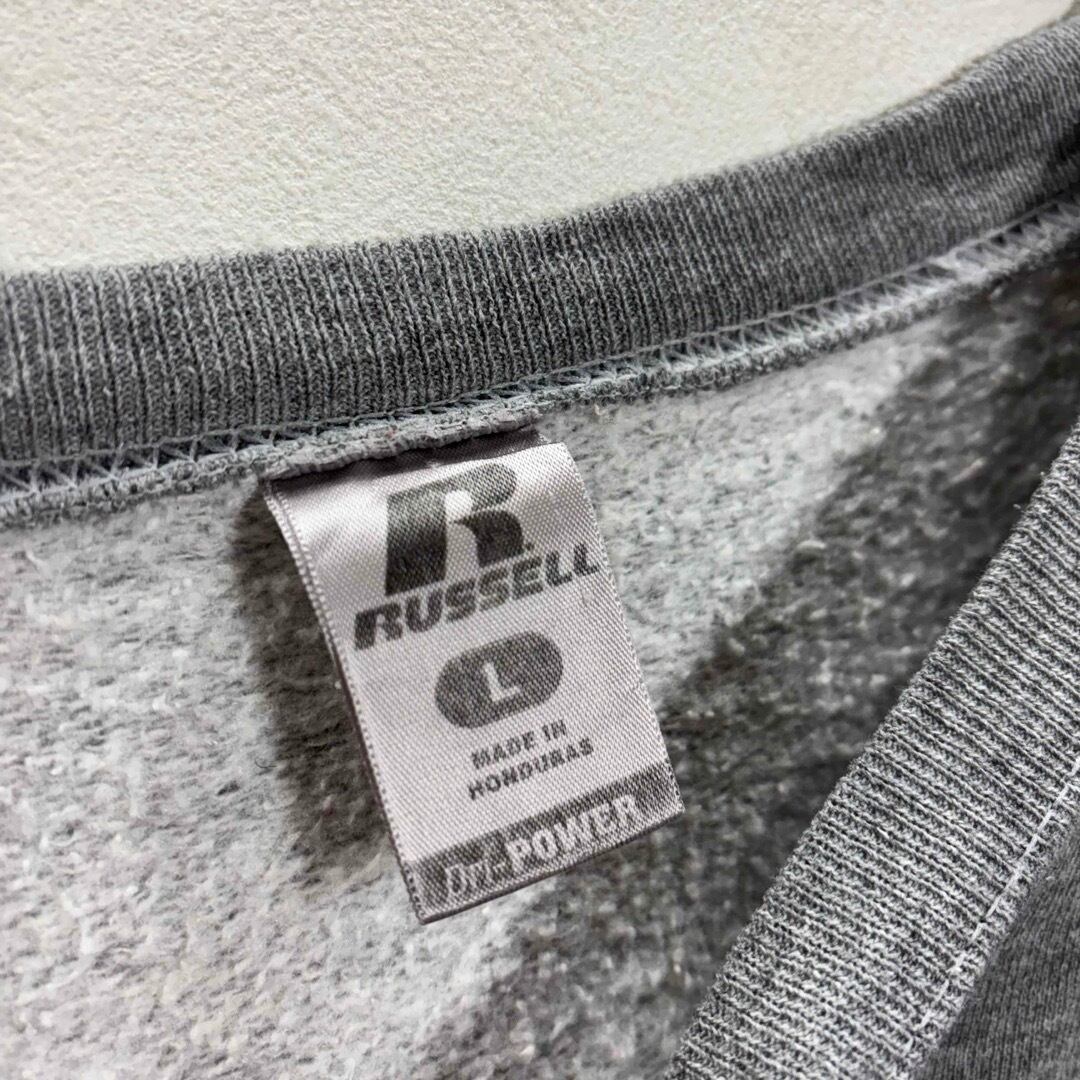 R
RUSSELL
L
MADE IN
HONDURAS
Dri-POWER